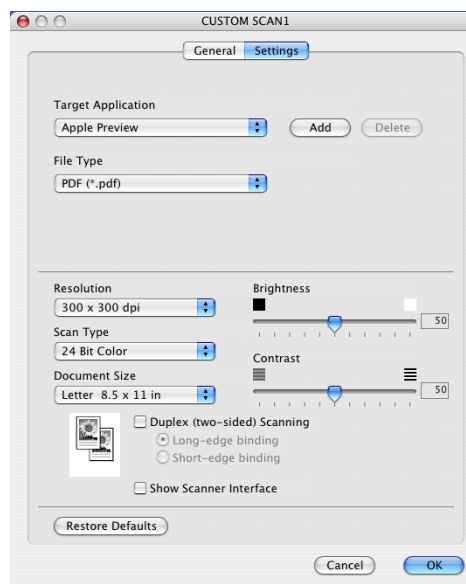 CUSTOM SCAN1
General Settings
Target Application
Apple Preview Add Delete
File Type
PDF (*.pdf)
Resolution
300 x 300 dpi
Scan Type
24 Bit Color
Document Size
Letter 8.5 x 11 in
Brightness
50
Contrast
50
Duplex (two-sided) Scanning
Long-edge binding
Short-edge binding
Show Scanner Interface
Restore Defaults
Cancel OK